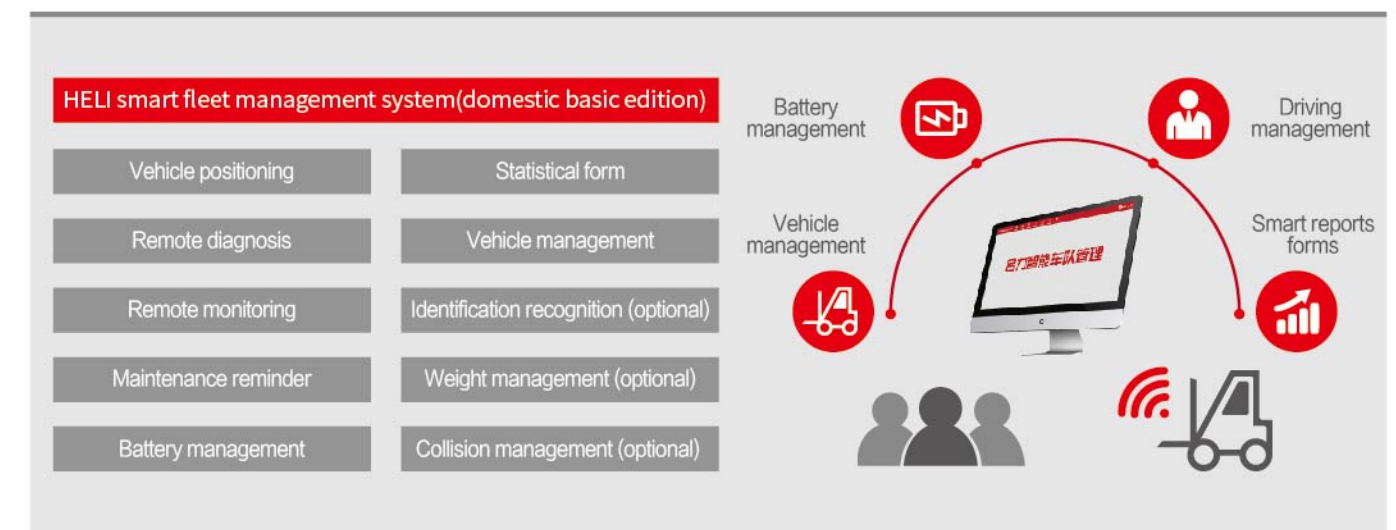 HELI smart fleet management system(domestic basic edition)
Vehicle positioning
Statistical form
Remote diagnosis
Vehicle management
Remote monitoring
Identification recognition (optional)
Maintenance reminder
Weight management (optional)
Battery management
Collision management (optional)
Battery
management
Driving
management
Vehicle
management
Smart reports
forms
合力智能车队管理